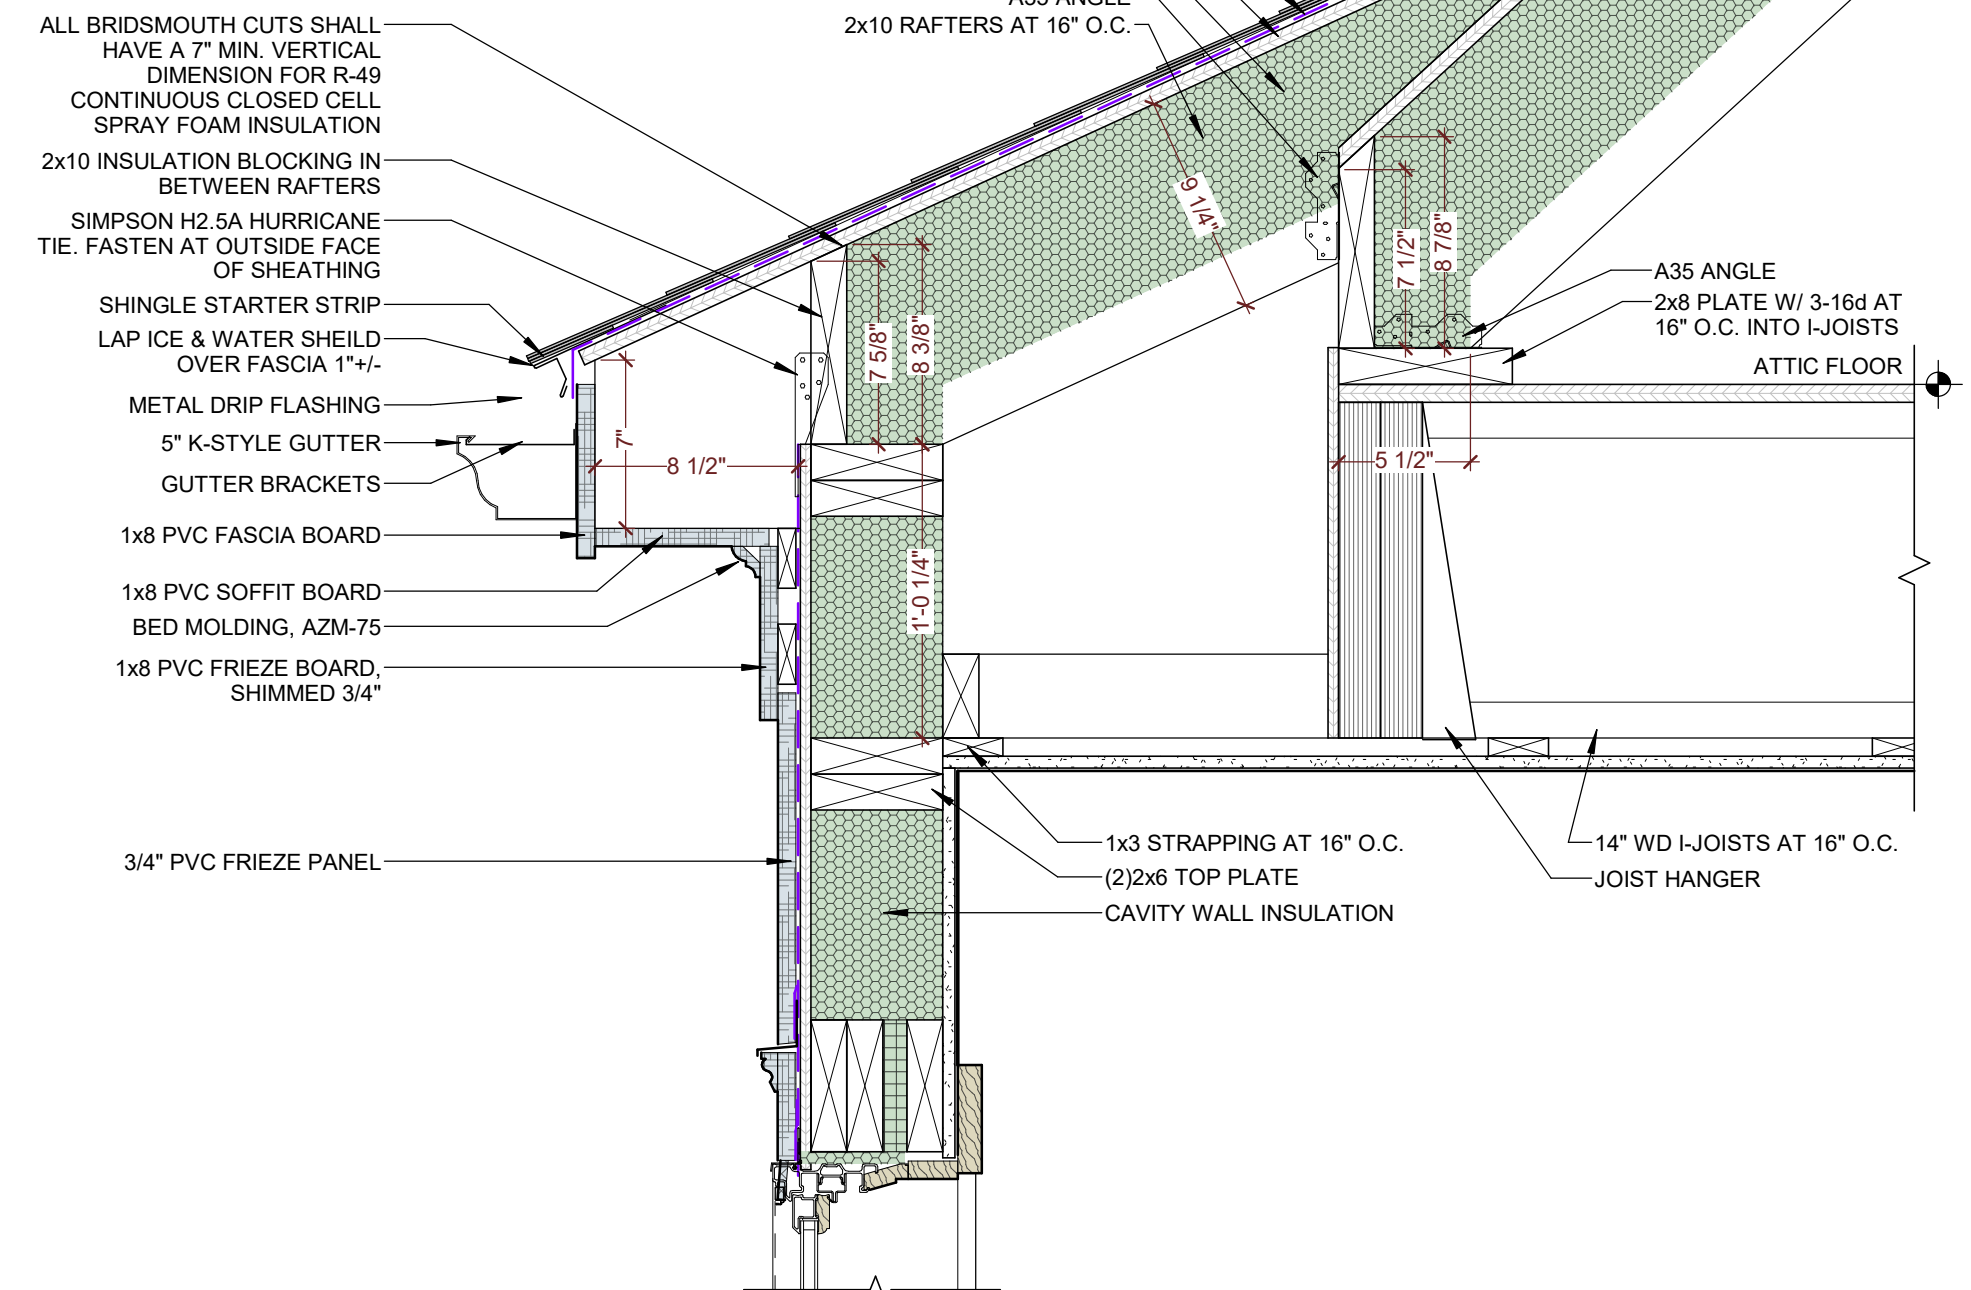 ALL BRIDSMOUTH CUTS SHALL
HAVE A 7" MIN. VERTICAL
DIMENSION FOR R-49
CONTINUOUS CLOSED CELL
SPRAY FOAM INSULATION
2x10 INSULATION BLOCKING IN
BETWEEN RAFTERS
SIMPSON H2.5A HURRICANE
TIE. FASTEN AT OUTSIDE FACE
OF SHEATHING
SHINGLE STARTER STRIP
LAP ICE & WATER SHEILD
OVER FASCIA 1"+/-
METAL DRIP FLASHING
5" K-STYLE GUTTER
GUTTER BRACKETS
1x8 PVC FASCIA BOARD
1x8 PVC SOFFIT BOARD
BED MOLDING, AZM-75
1x8 PVC FRIEZE BOARD,
SHIMMED 3/4"
3/4" PVC FRIEZE PANEL
A35 ANGLE
2x10 RAFTERS AT 16" O.C.
9 1/4"
7 5/8"
8 3/8"
7"
8 1/2"
1'-0 1/4"
7 1/2"
8 7/8"
5 1/2"
A35 ANGLE
2x8 PLATE W/ 3-16d AT
16" O.C. INTO I-JOISTS
ATTIC FLOOR
1x3 STRAPPING AT 16" O.C.
(2)2x6 TOP PLATE
CAVITY WALL INSULATION
14" WD I-JOISTS AT 16" O.C.
JOIST HANGER